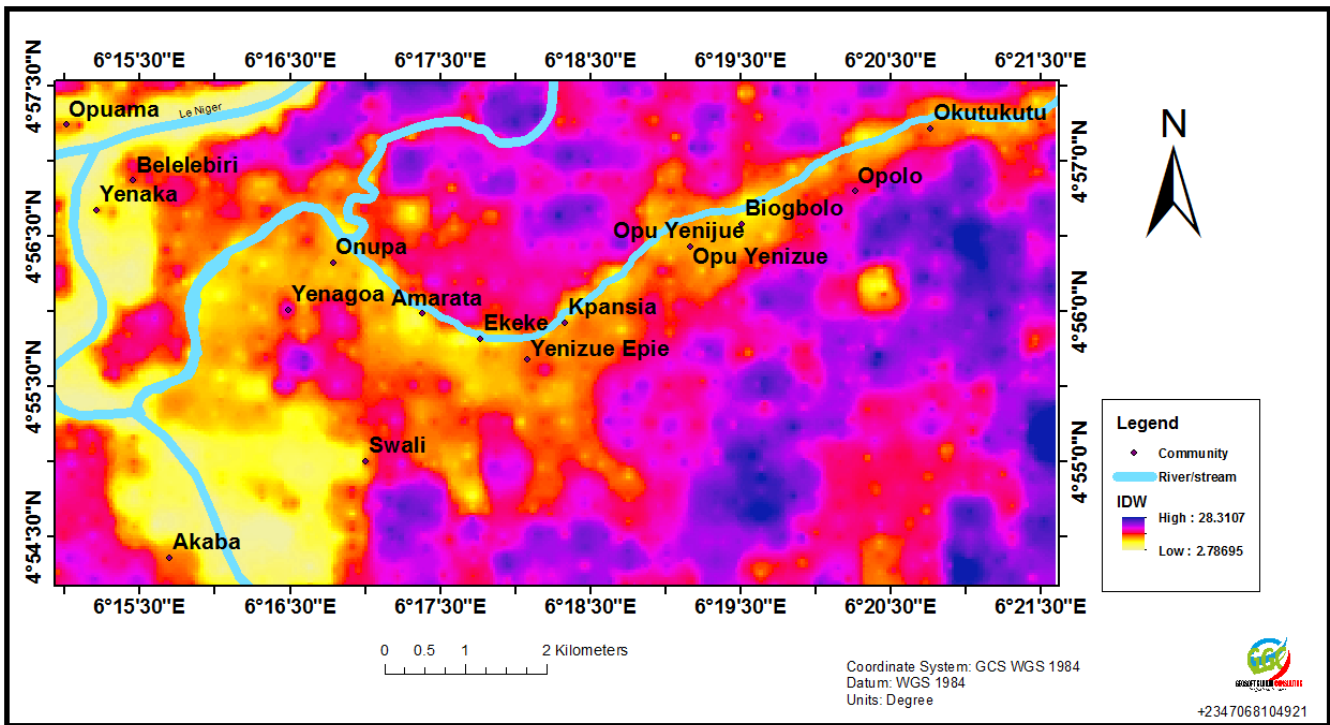 6°15'30"E 6°16'30"E 6°17'30"E 6°18'30"E 6°19'30"E 6°20'30"E 6°21'30"E
4°57'30"N
4°56'30"N
4°55'30"N
4°54'30"N
Opuama
Le Niger
Okutukutu
Belelebiri
Opolo
Yenaka
Biogbolo
Opu Yenijue
Onupa
Opu Yenizue
Yenagoa
Amarata
Kpansia
Ekeke
Yenizue Epie
Swali
Akaba
4°57'0"N
4°56'0"N
4°55'0"N
6°15'30"E 6°16'30"E 6°17'30"E 6°18'30"E 6°19'30"E 6°20'30"E 6°21'30"E
N
Legend
Community
River/stream
IDW
High : 28.3107
Low : 2.78695
0 0.5 1 2 Kilometers
Coordinate System: GCS WGS 1984
Datum: WGS 1984
Units: Degree
GGC
+2347068104921